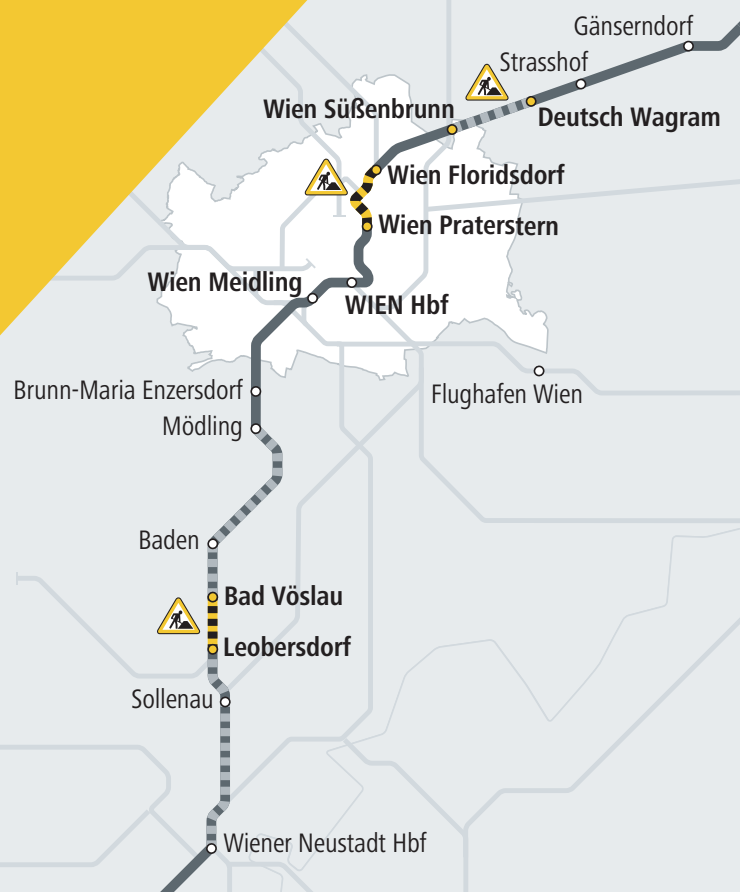 Gänserndorf
Strasshof
Wien Süßenbrunn
Deutsch Wagram
Wien Floridsdorf
Wien Praterstern
Wien Meidling
WIEN Hbf
Brunn-Maria Enzersdorf
Flughafen Wien
Mödling
Baden
Bad Vöslau
Leobersdorf
Sollenau
Wiener Neustadt Hbf